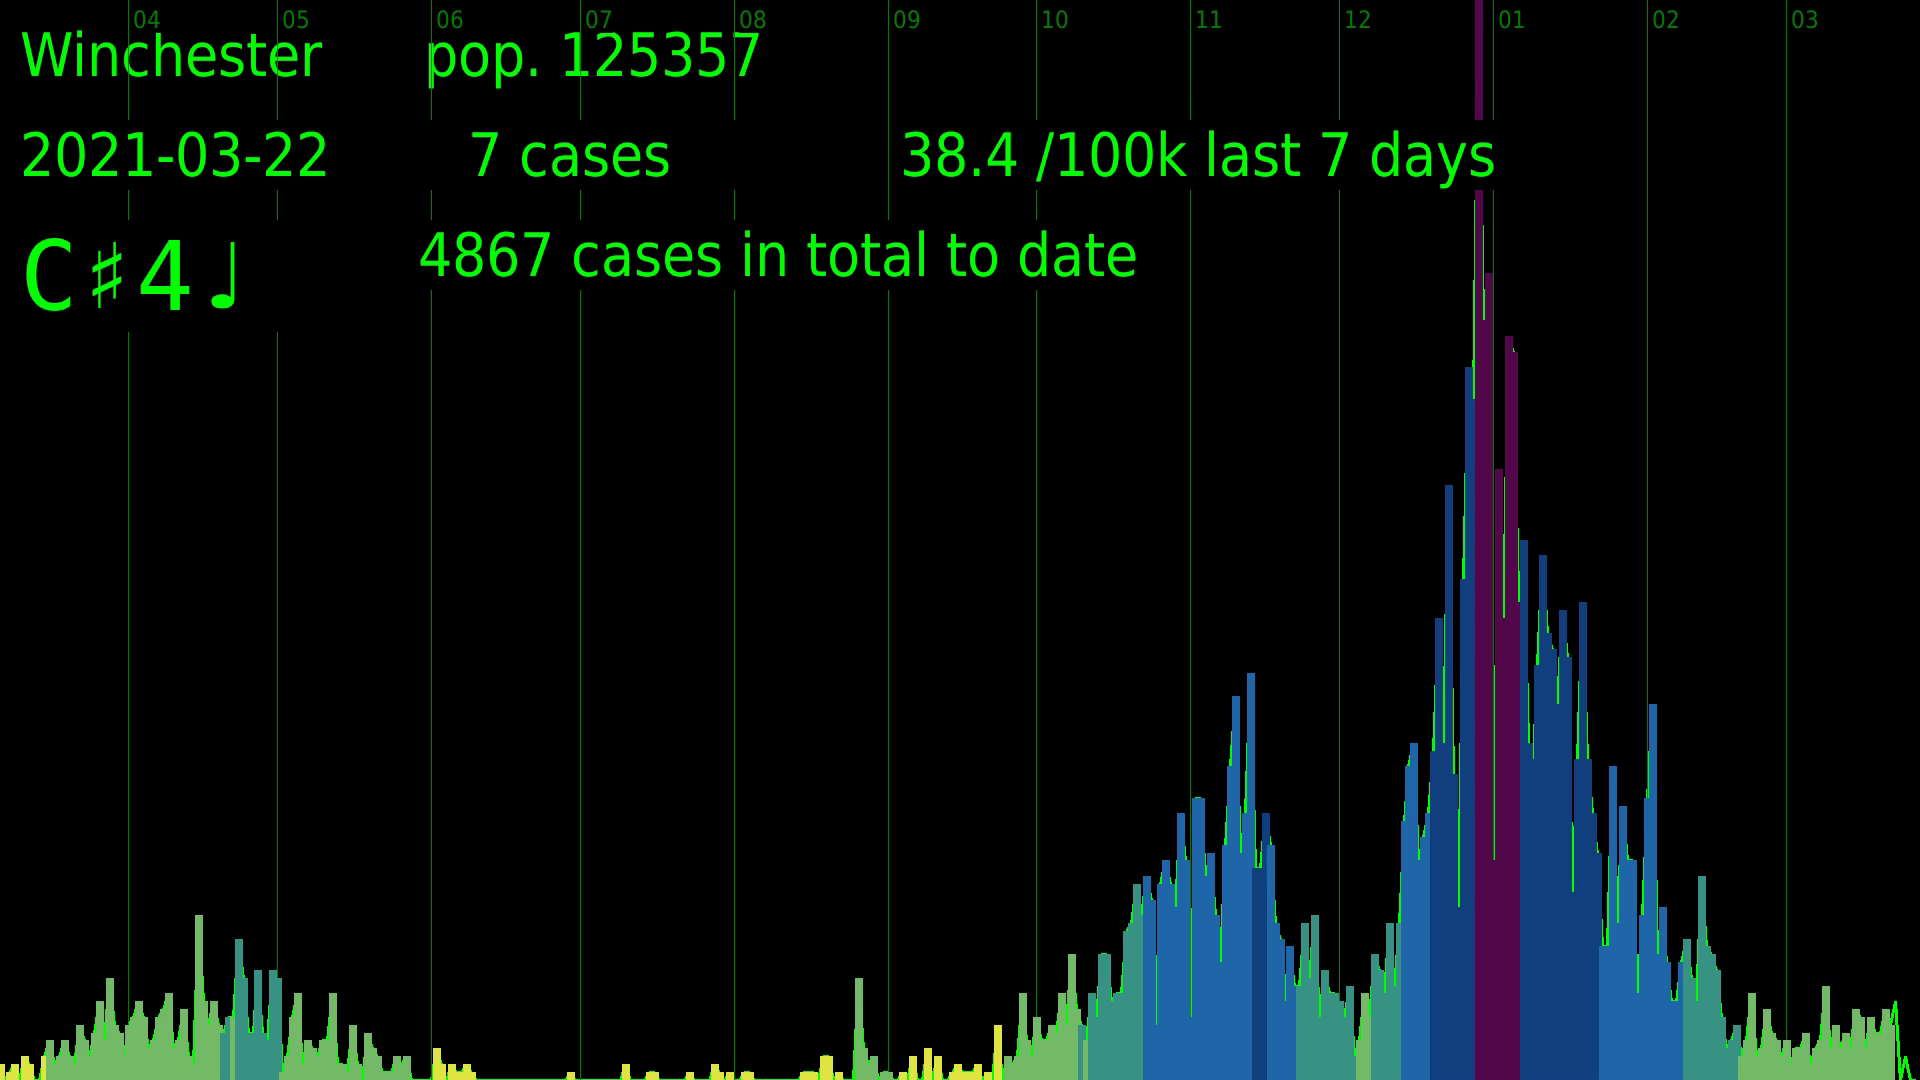 04 05 06 07 08 09 10 11 12 01 02 03
Winchester pop. 125357
2021-03-22 7 cases 38.4 /100k last 7 days
C♯4♩ 4867 cases in total to date